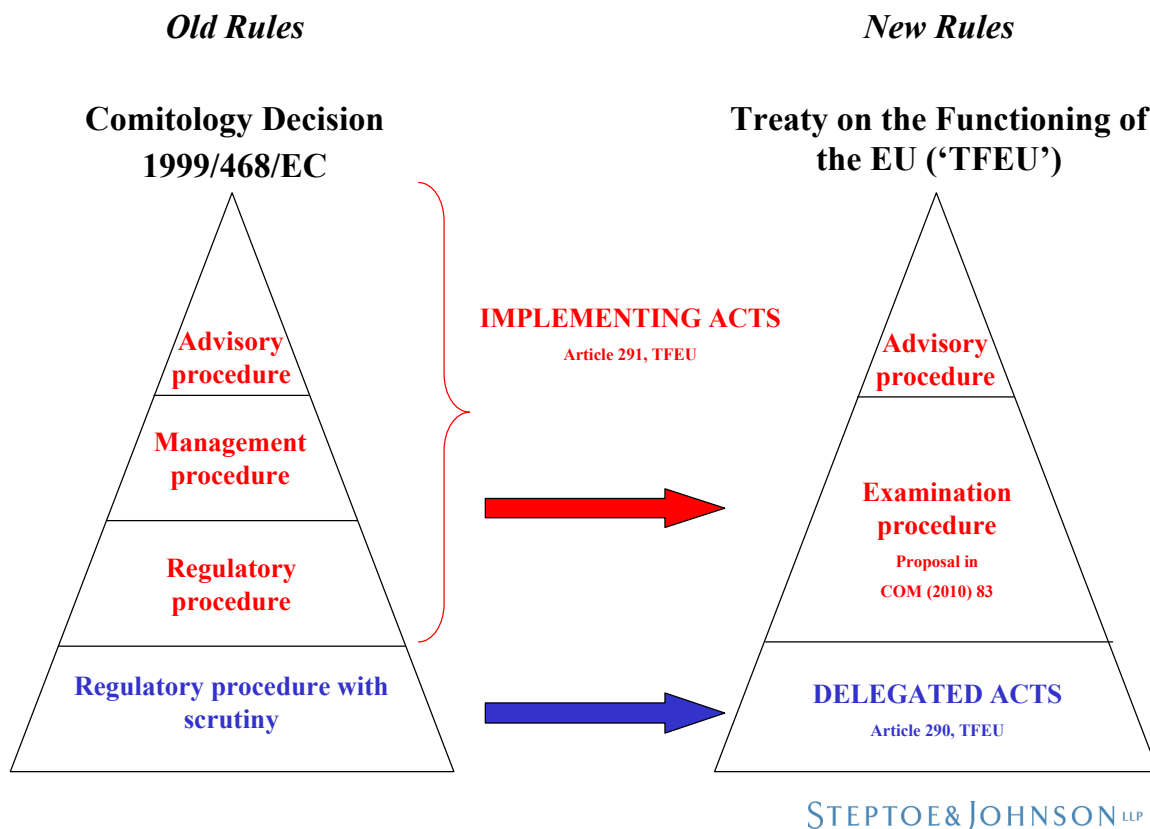 Old Rules
New Rules
Comitology Decision
1999/468/EC
Treaty on the Functioning of
the EU (‘TFEU’)
IMPLEMENTING ACTS
Article 291, TFEU
Advisory
procedure
Management
procedure
Regulatory
procedure
Regulatory procedure with
scrutiny
Advisory
procedure
Examination
procedure
Proposal in
COM (2010) 83
DELEGATED ACTS
Article 290, TFEU
STEPTOE & JOHNSON LLP